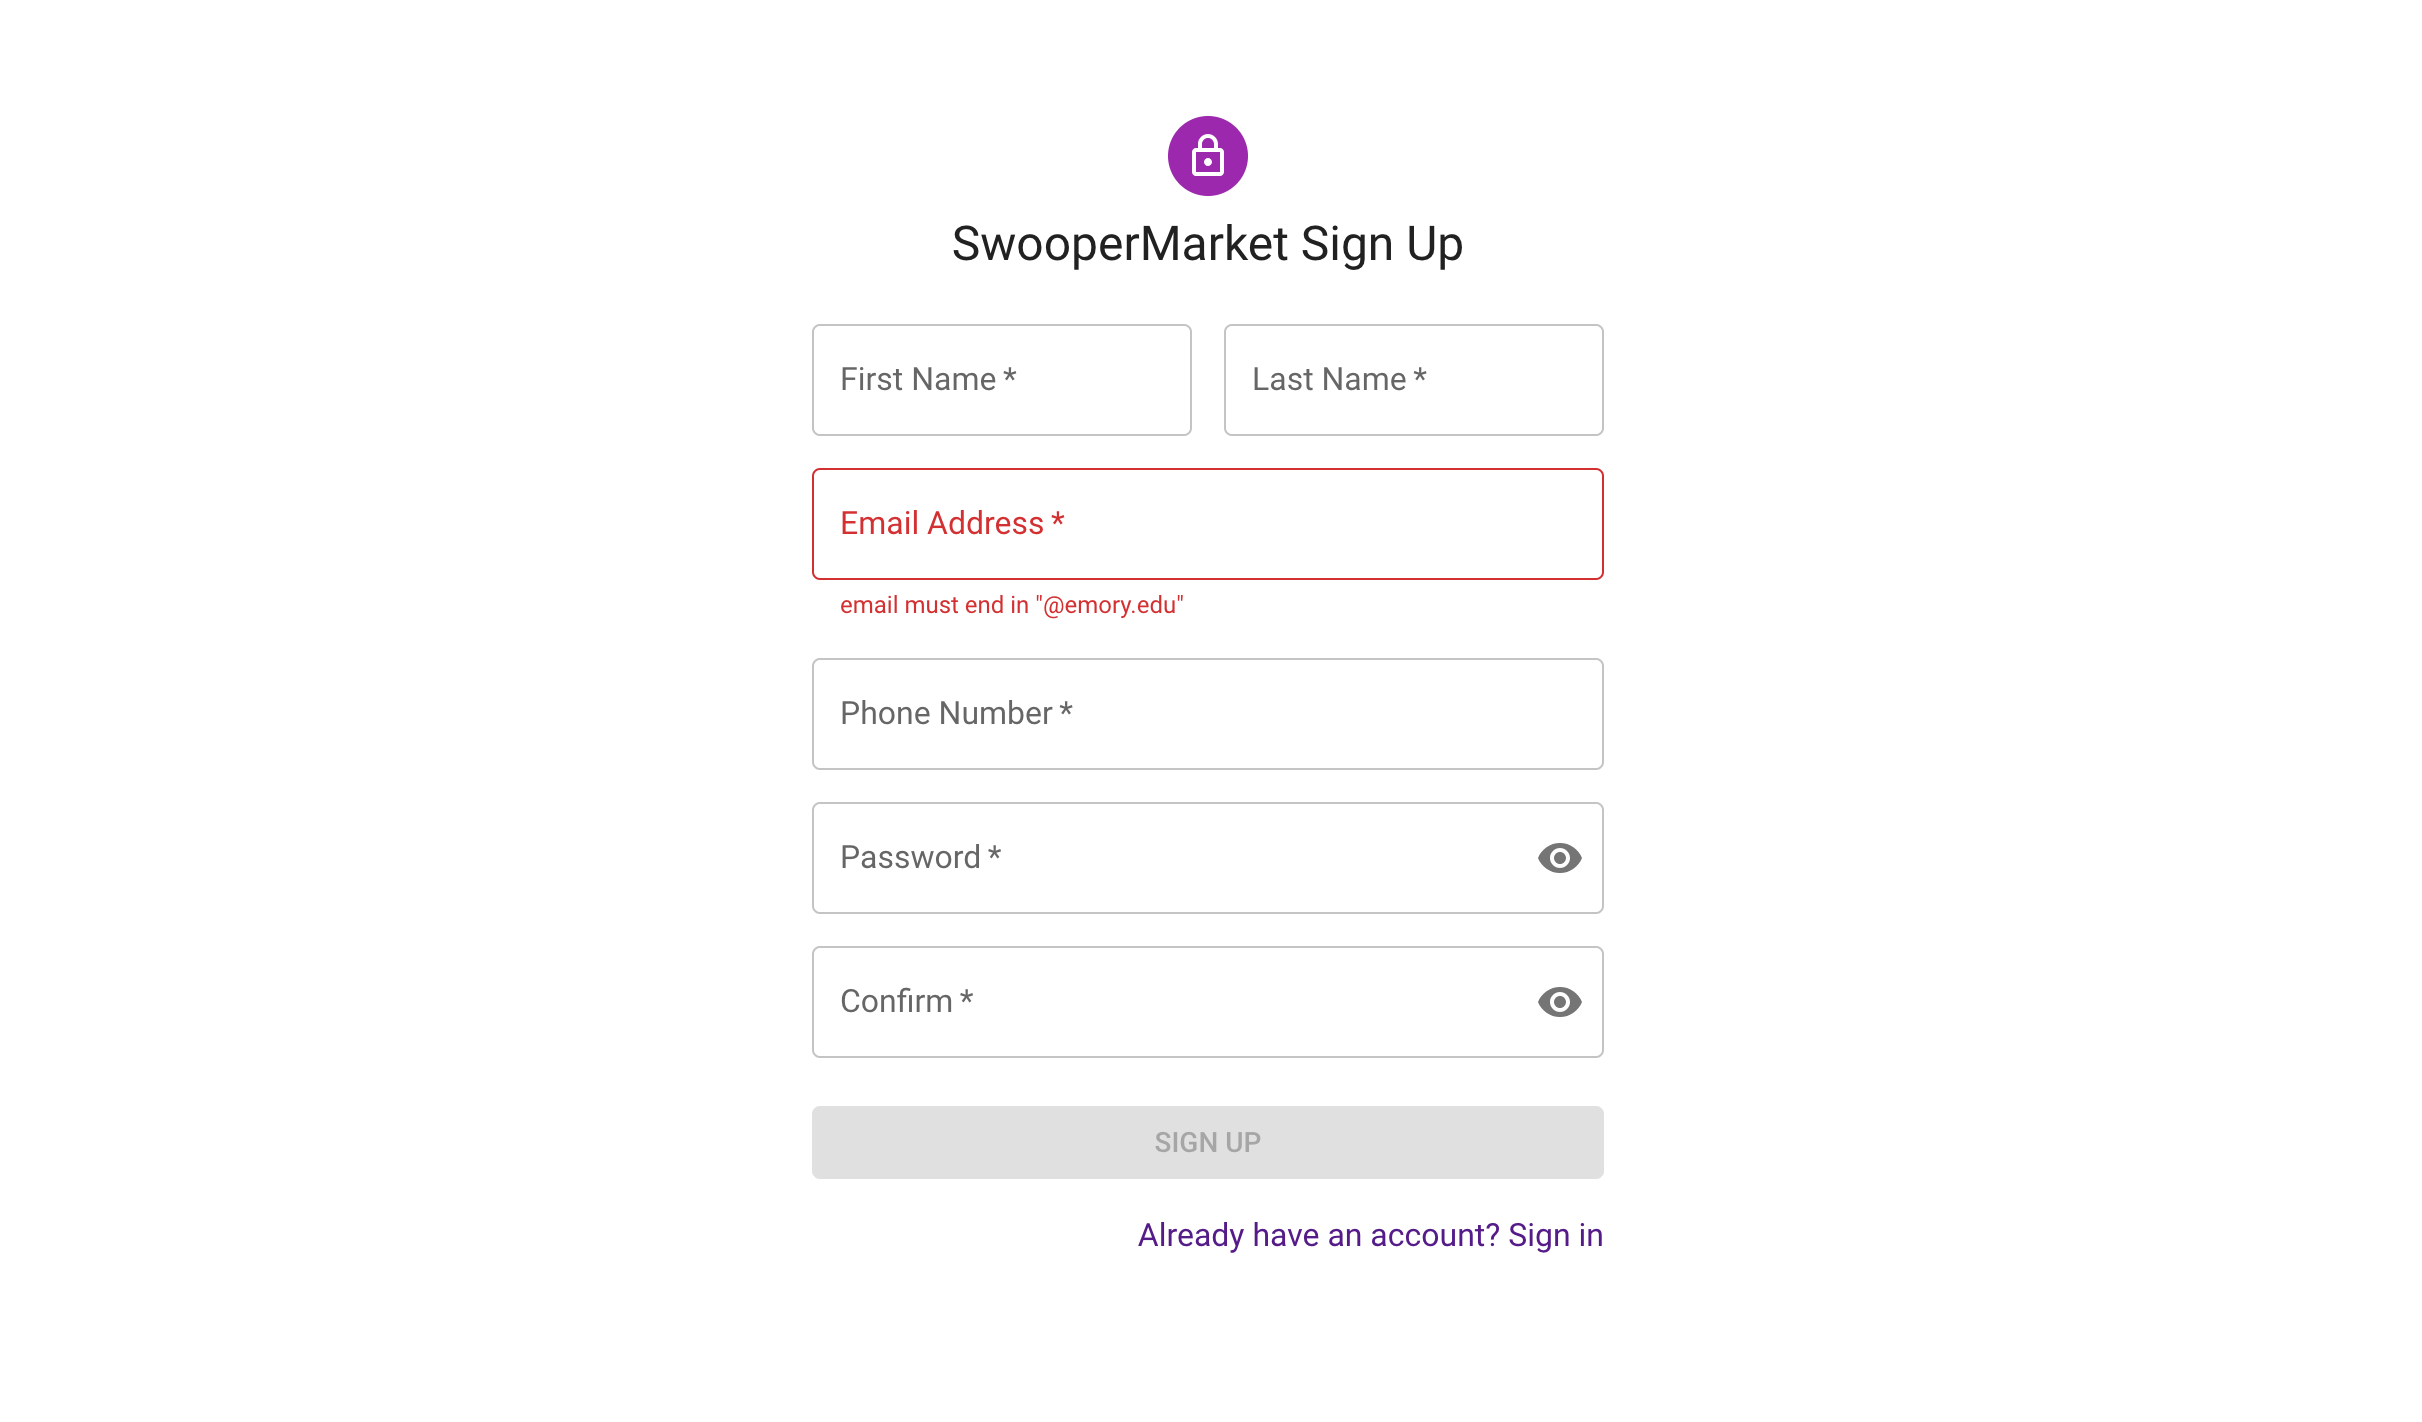 SwooperMarket Sign Up
First Name *
Last Name *
Email Address *
email must end in "@emory.edu"
Phone Number *
Password *
Confirm *
SIGN UP
Already have an account? Sign in